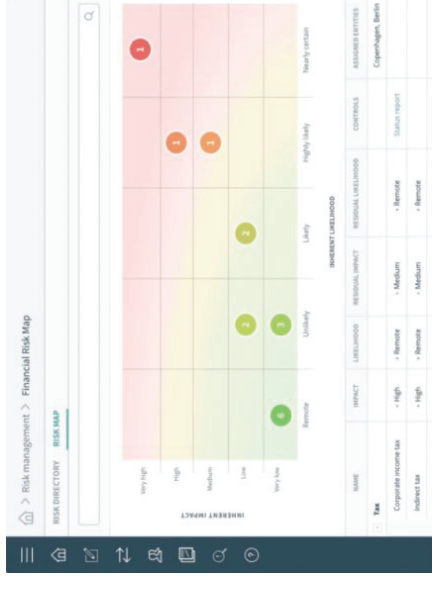 > Risk management > Financial Risk Map
RISK DIRECTORY RISK MAP
INHERENT IMPACT
Very high 1
High 1
Medium 1
Low 2 2
Very low 6 3
Remote Unlikely Likely Highly likely Nearly certain
INHERENT LIKELIHOOD
NAME IMPACT LIKELIHOOD RESIDUAL IMPACT RESIDUAL LIKELIHOOD CONTROLS ASSIGNED ENTITIES
Tax Copenhagen, Berlin
Corporate income tax • High • Remote • Medium • Remote Status report
Indirect tax • High • Remote • Medium • Remote